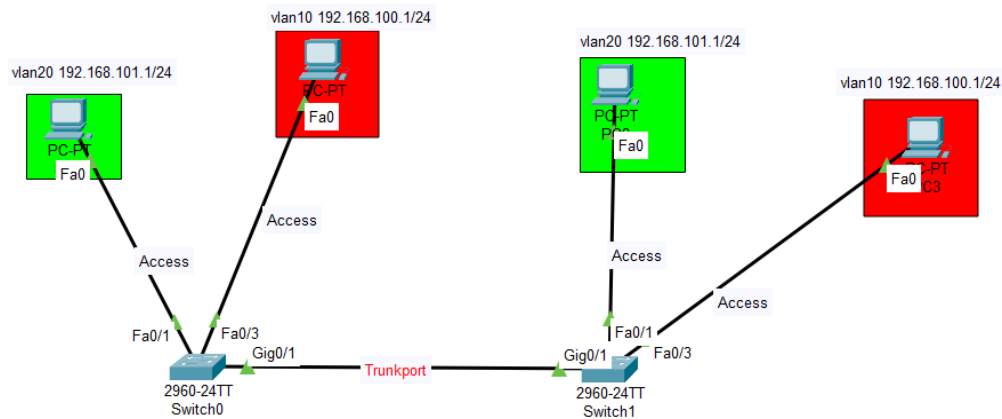 vlan10 192.168.100.1/24
vlan20 192.168.101.1/24
vlan20 192.168.101.1/24
vlan10 192.168.100.1/24
PC-PT
Fa0
PC-PT
Fa0
PC-PT
Fa0
PC-PT
Fa0
PC3
Access
Access
Access
Access
Fa0/1
Fa0/3
Gig0/1
Trunkport
Gig0/1
Fa0/1
Fa0/3
2960-24TT
Switch0
2960-24TT
Switch1